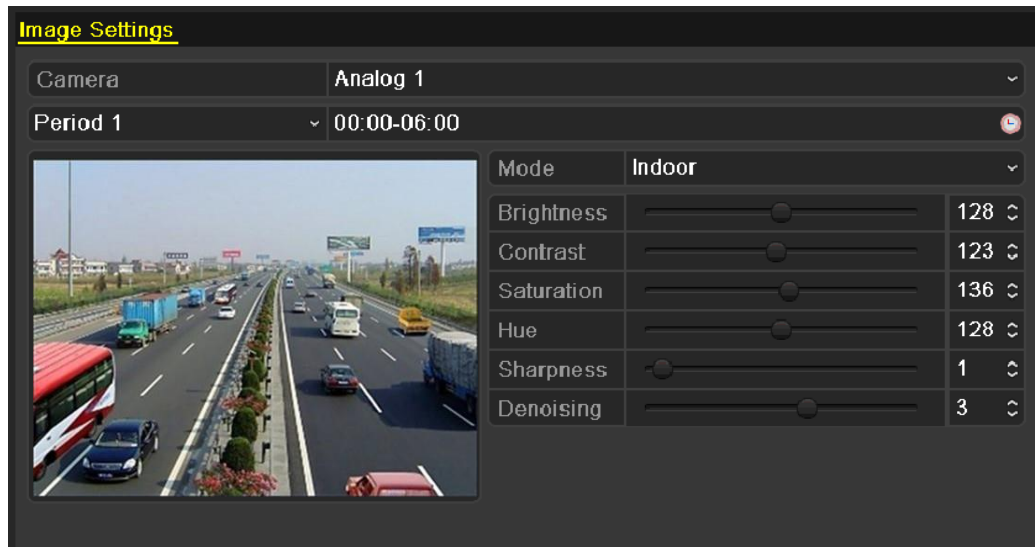 Image Settings
Camera Analog 1
Period 1 00:00-06:00
Mode Indoor
Brightness 128
Contrast 123
Saturation 136
Hue 128
Sharpness 1
Denoising 3